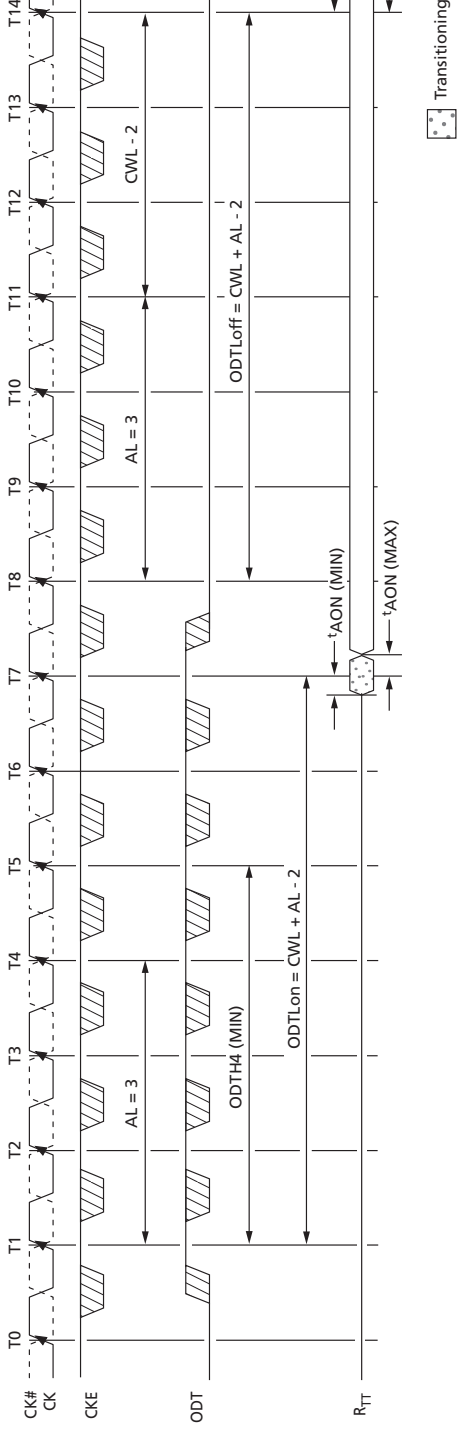 T0 T1 T2 T3 T4 T5 T6 T7 T8 T9 T10 T11 T12 T13 T14
CK#
CK
CKE
AL = 3 AL = 3 CWL - 2
ODT
ODTH4 (MIN) ODTLoff = CWL + AL - 2
ODTLon = CWL + AL - 2
tAON (MIN)
RTT
tAON (MAX)
Transitioning